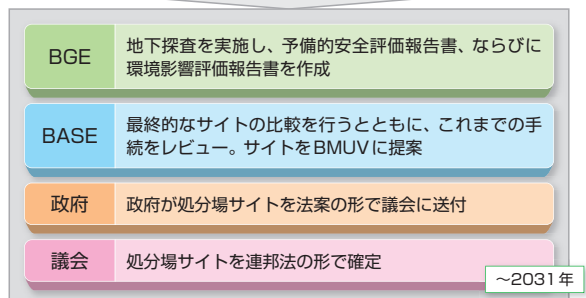 BGE
地下探査を実施し、予備的安全評価報告書、ならびに
環境影響評価報告書を作成
BASE
最終的なサイトの比較を行うとともに、これまでの手
続をレビュー。サイトをBMUVに提案
政府
政府が処分場サイトを法案の形で議会に送付
議会
処分場サイトを連邦法の形で確定
～2031年